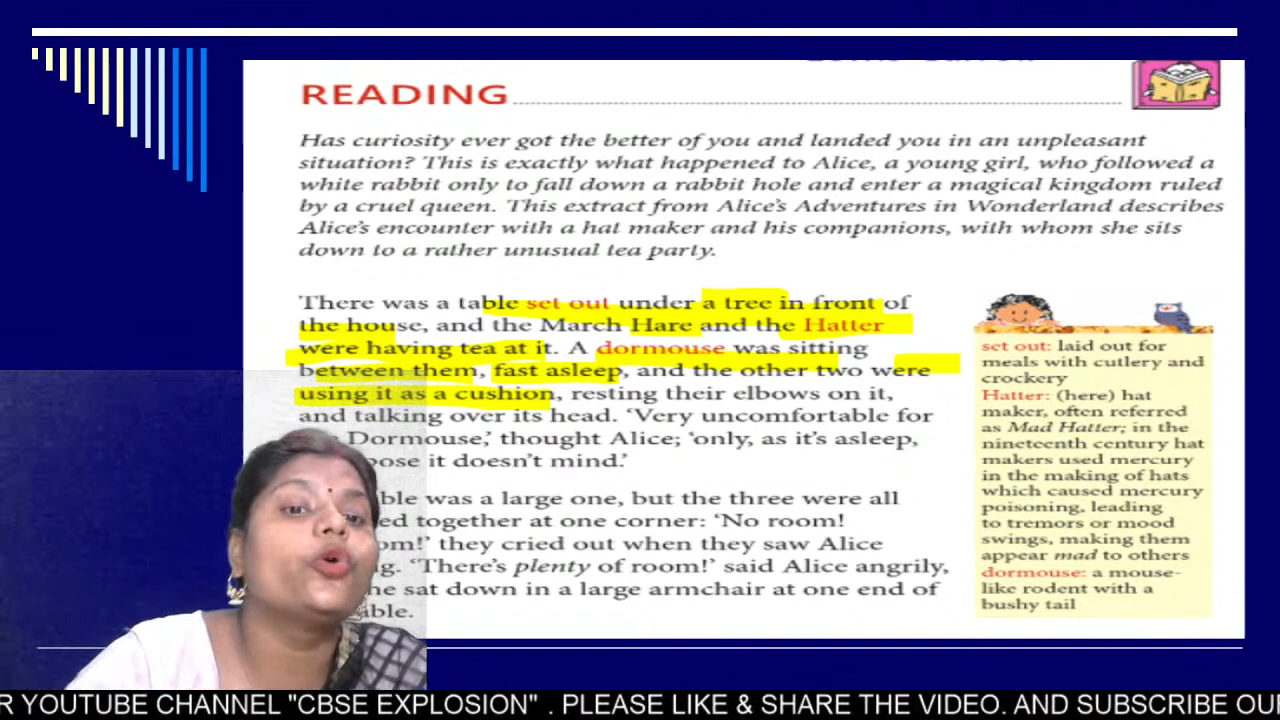 READING
Has curiosity ever got the better of you and landed you in an unpleasant
situation? This is exactly what happened to Alice, a young girl, who followed a
white rabbit only to fall down a rabbit hole and enter a magical kingdom ruled
by a cruel queen. This extract from Alice's Adventures in Wonderland describes
Alice's encounter with a hat maker and his companions, with whom she sits
down to a rather unusual tea party.
There was a table set out under a tree in front of
the house, and the March Hare and the Hatter
were having tea at it. A dormouse was sitting
between them, fast asleep, and the other two were
using it as a cushion, resting their elbows on it,
and talking over its head. 'Very uncomfortable for
Dormouse,' thought Alice; 'only, as it's asleep,
it doesn't mind.'
was a large one, but the three were all
together at one corner: 'No room!
they cried out when they saw Alice
'There's plenty of room!' said Alice angrily,
sat down in a large armchair at one end of
set out: laid out for
meals with cutlery and
crockery
Hatter: (here) hat
maker, often referred
as Mad Hatter; in the
nineteenth century hat
makers used mercury
in the making of hats
which caused mercury
poisoning, leading
to tremors or mood
swings, making them
appear mad to others
dormouse: a mouse-
like rodent with a
bushy tail
R YOUTUBE CHANNEL "CBSE EXPLOSION" . PLEASE LIKE & SHARE THE VIDEO. AND SUBSCRIBE OU